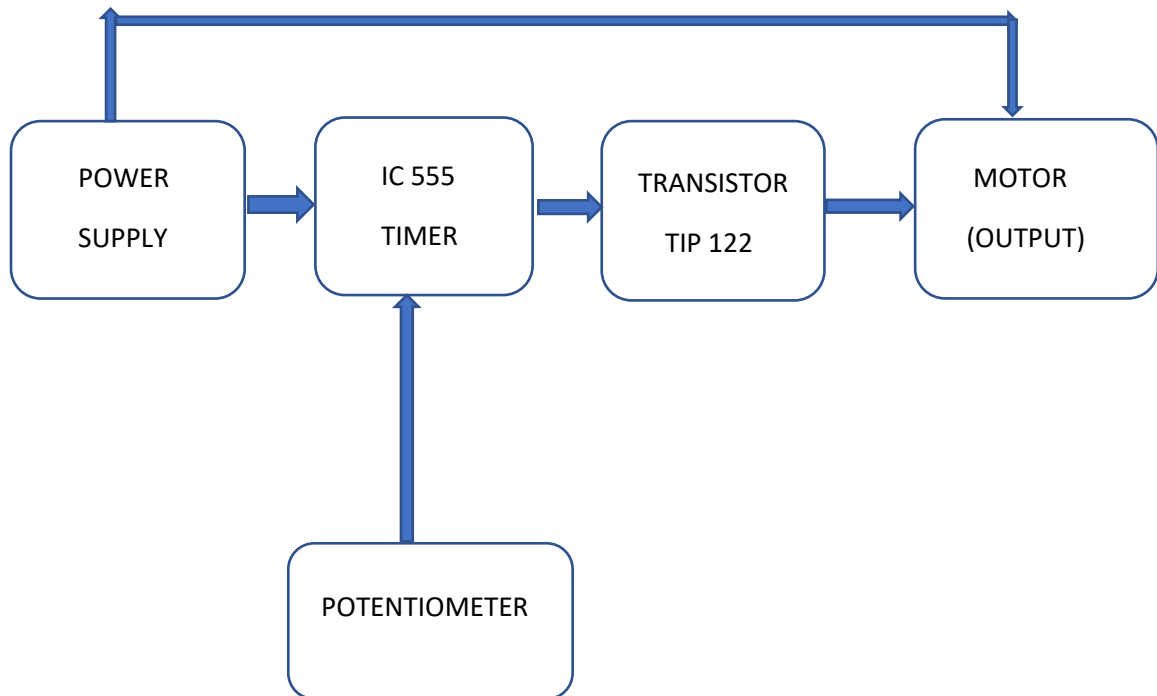 POWER
SUPPLY
IC 555
TIMER
TRANSISTOR
TIP 122
MOTOR
(OUTPUT)
POTENTIOMETER